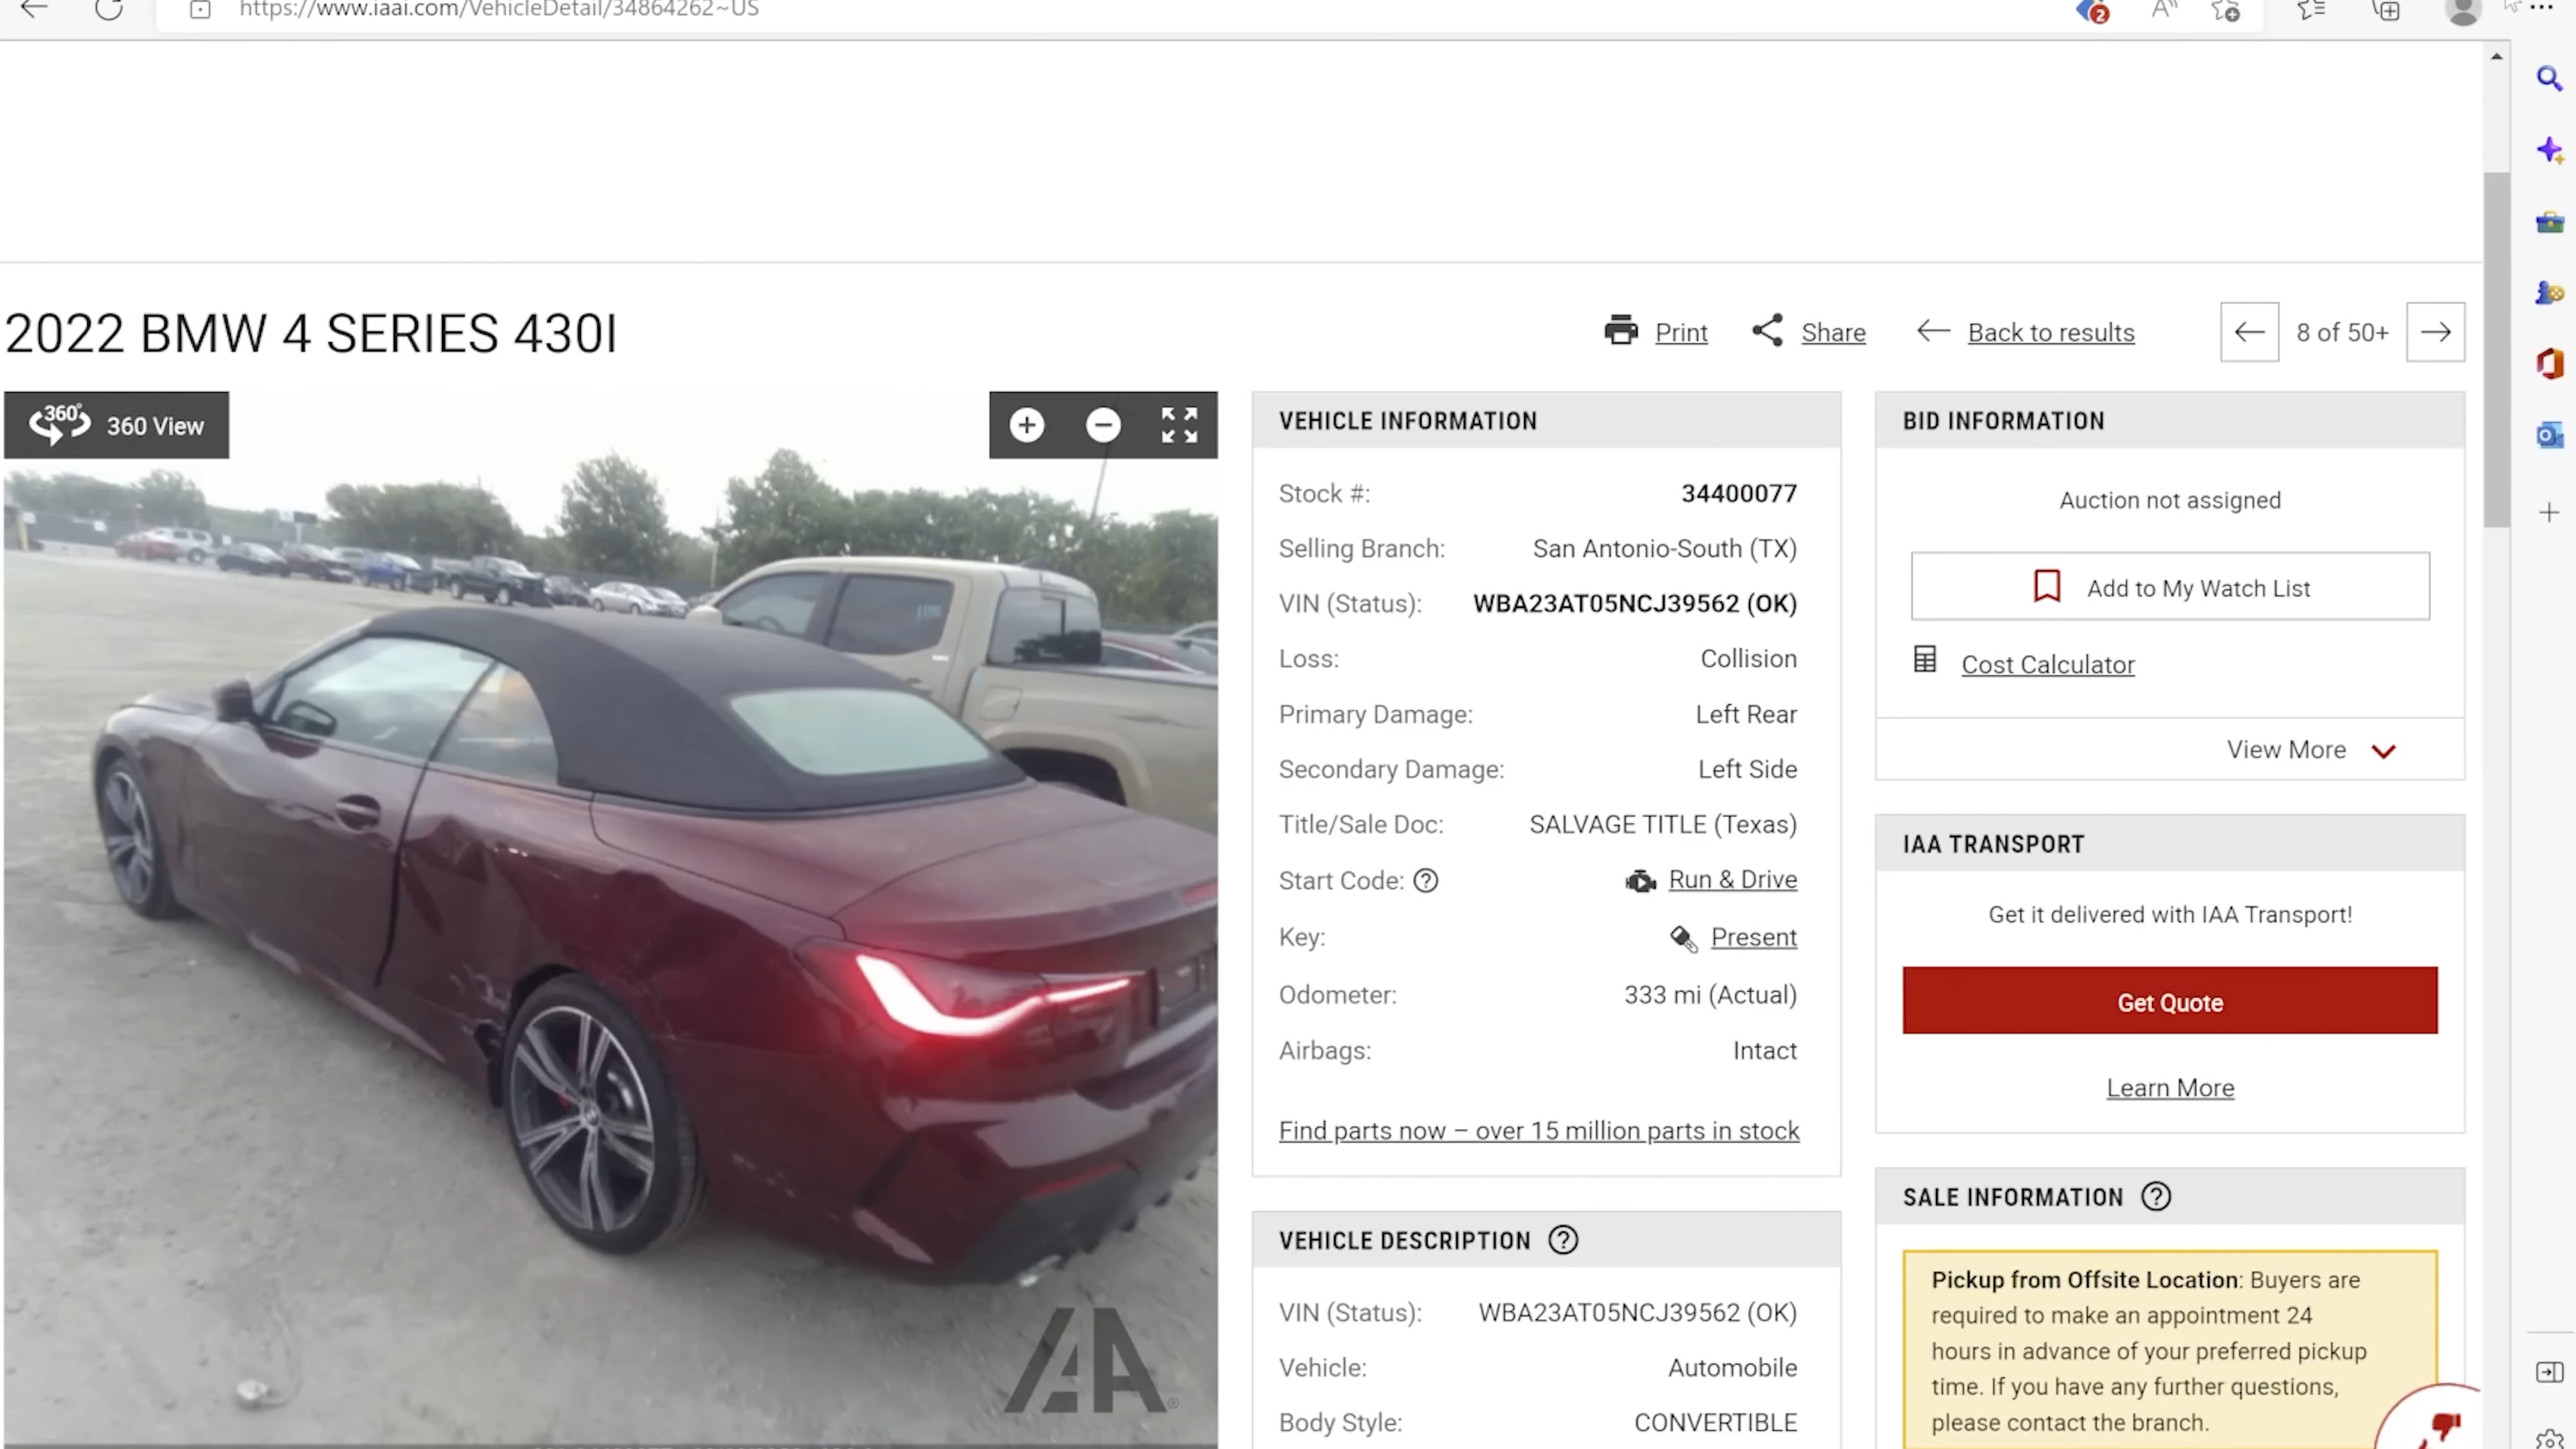 https://www.iaai.com/VehicleDetail/34864262~US
2
2022 BMW 4 SERIES 430I
Print
Share
Back to results
8 of 50+
360°
360 View
VEHICLE INFORMATION
Stock #: 34400077
Selling Branch: San Antonio-South (TX)
VIN (Status): WBA23AT05NCJ39562 (OK)
Loss: Collision
Primary Damage: Left Rear
Secondary Damage: Left Side
Title/Sale Doc: SALVAGE TITLE (Texas)
Start Code: Run & Drive
Key: Present
Odometer: 333 mi (Actual)
Airbags: Intact
Find parts now – over 15 million parts in stock
VEHICLE DESCRIPTION
VIN (Status): WBA23AT05NCJ39562 (OK)
Vehicle: Automobile
Body Style: CONVERTIBLE
BID INFORMATION
Auction not assigned
Add to My Watch List
Cost Calculator
View More
IAA TRANSPORT
Get it delivered with IAA Transport!
Get Quote
Learn More
SALE INFORMATION
Pickup from Offsite Location: Buyers are
required to make an appointment 24
hours in advance of your preferred pickup
time. If you have any further questions,
please contact the branch.
IAA®